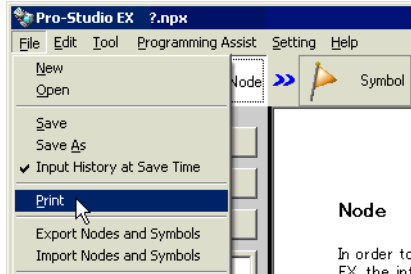 Pro-Studio EX ?.npx
File Edit Tool Programming Assist Setting Help
New
Open
Node
Symbol
Save
Save As
Input History at Save Time
Print
Export Nodes and Symbols
Import Nodes and Symbols
Node
In order to
EX, the int